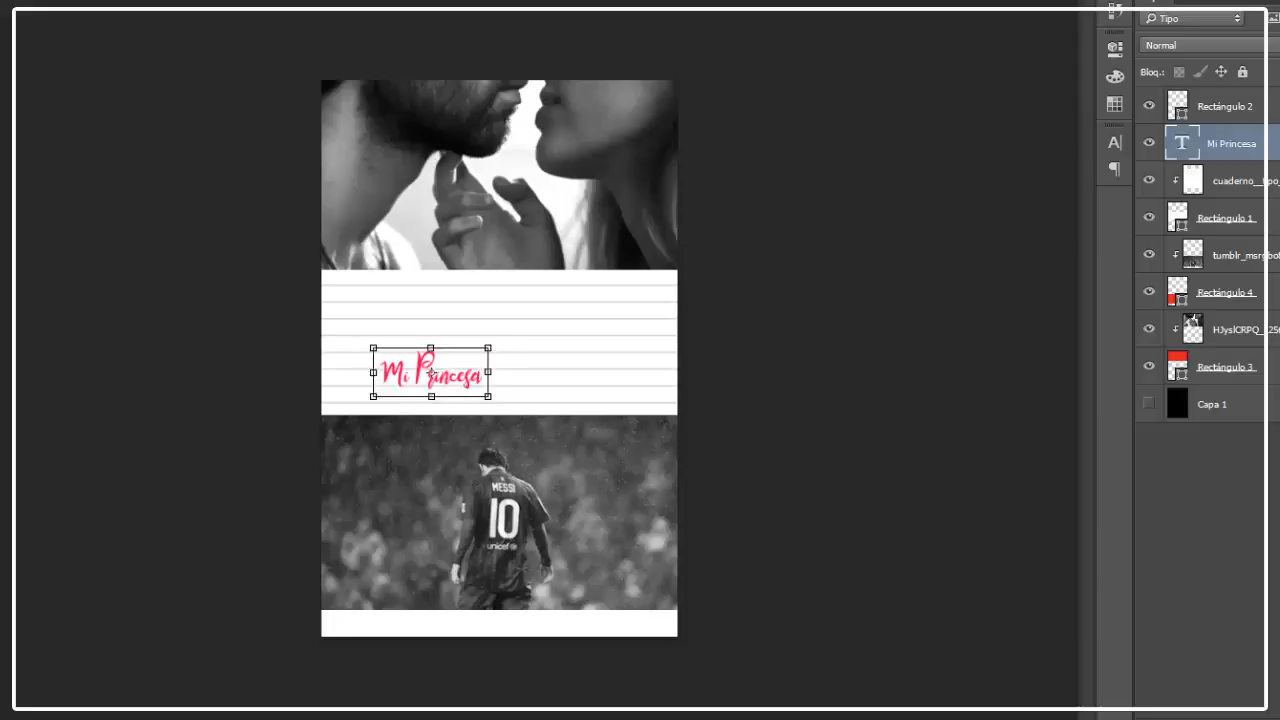 Tipo
Normal
Bloq.:
Rectángulo 2
T Mi Princesa
Rectángulo 1
Rectángulo 4
Rectángulo 3
Capa 1
A
Mi Princesa
MESSI
10
unicef